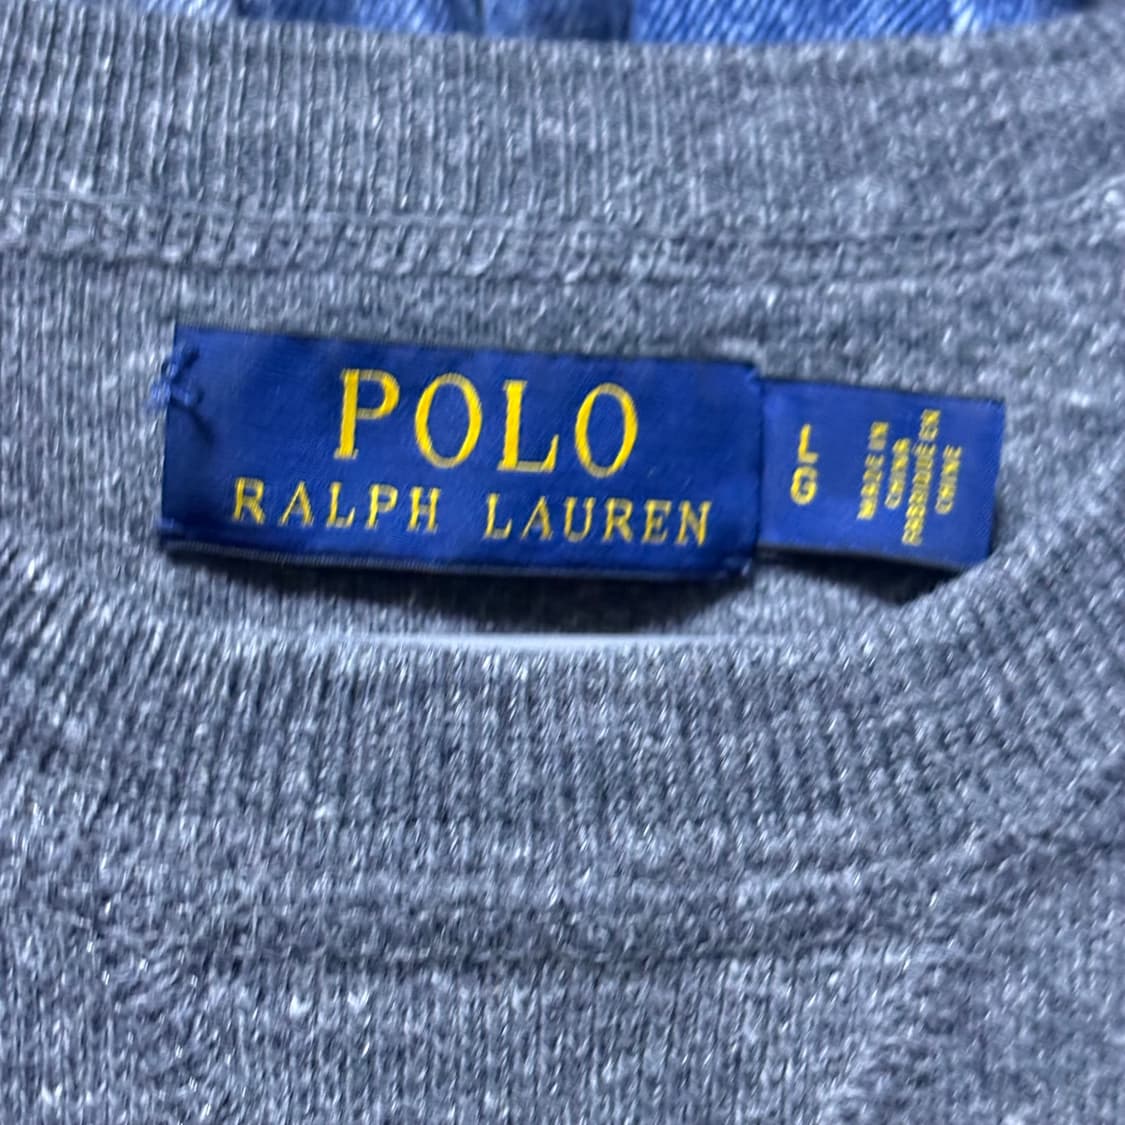 POLO
RALPH LAUREN
L
G
MADE IN
CHINA
FABRIQUÉ EN
CHINE